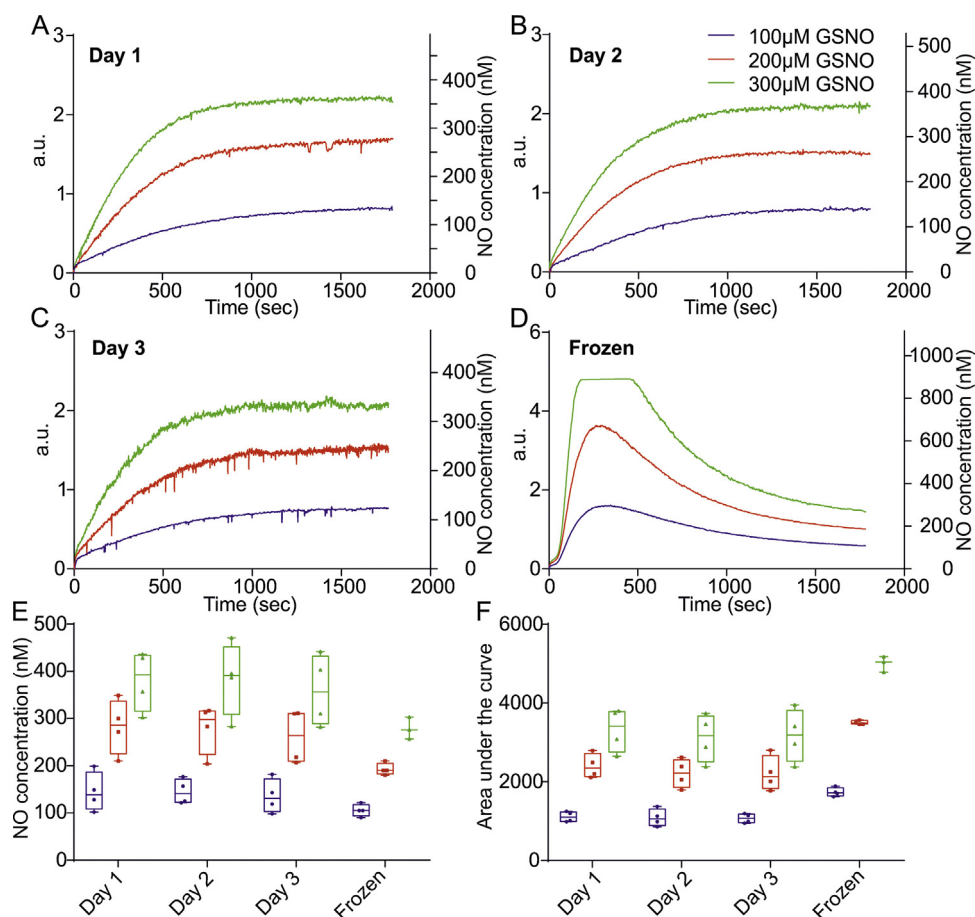 A
Day 1
3
2
1
0
a.u.
400
300
200
100
0
NO concentration (nM)
0 500 1000 1500 2000
Time (sec)
B
Day 2
100µM GSNO
200µM GSNO
300µM GSNO
3
2
1
0
a.u.
500
400
300
200
100
0
NO concentration (nM)
0 500 1000 1500 2000
Time (sec)
C
Day 3
3
2
1
0
a.u.
400
300
200
100
0
NO concentration (nM)
0 500 1000 1500 2000
Time (sec)
D
Frozen
6
4
2
0
a.u.
1000
800
600
400
200
0
NO concentration (nM)
0 500 1000 1500 2000
Time (sec)
E
500
400
300
200
100
0
NO concentration (nM)
Day 1 Day 2 Day 3 Frozen
F
6000
4000
2000
0
Area under the curve
Day 1 Day 2 Day 3 Frozen